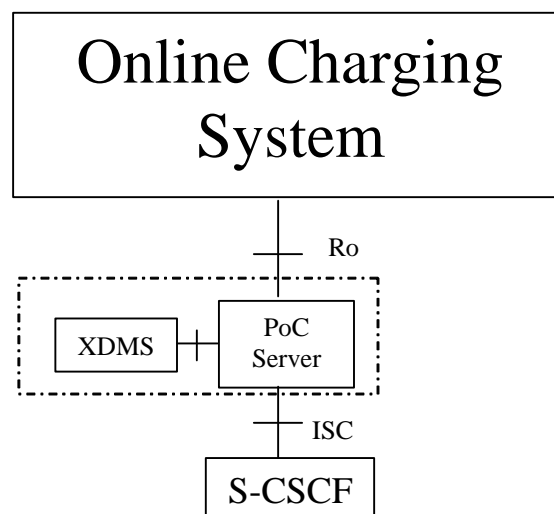 Online Charging
System
Ro
XDMS
PoC
Server
ISC
S-CSCF